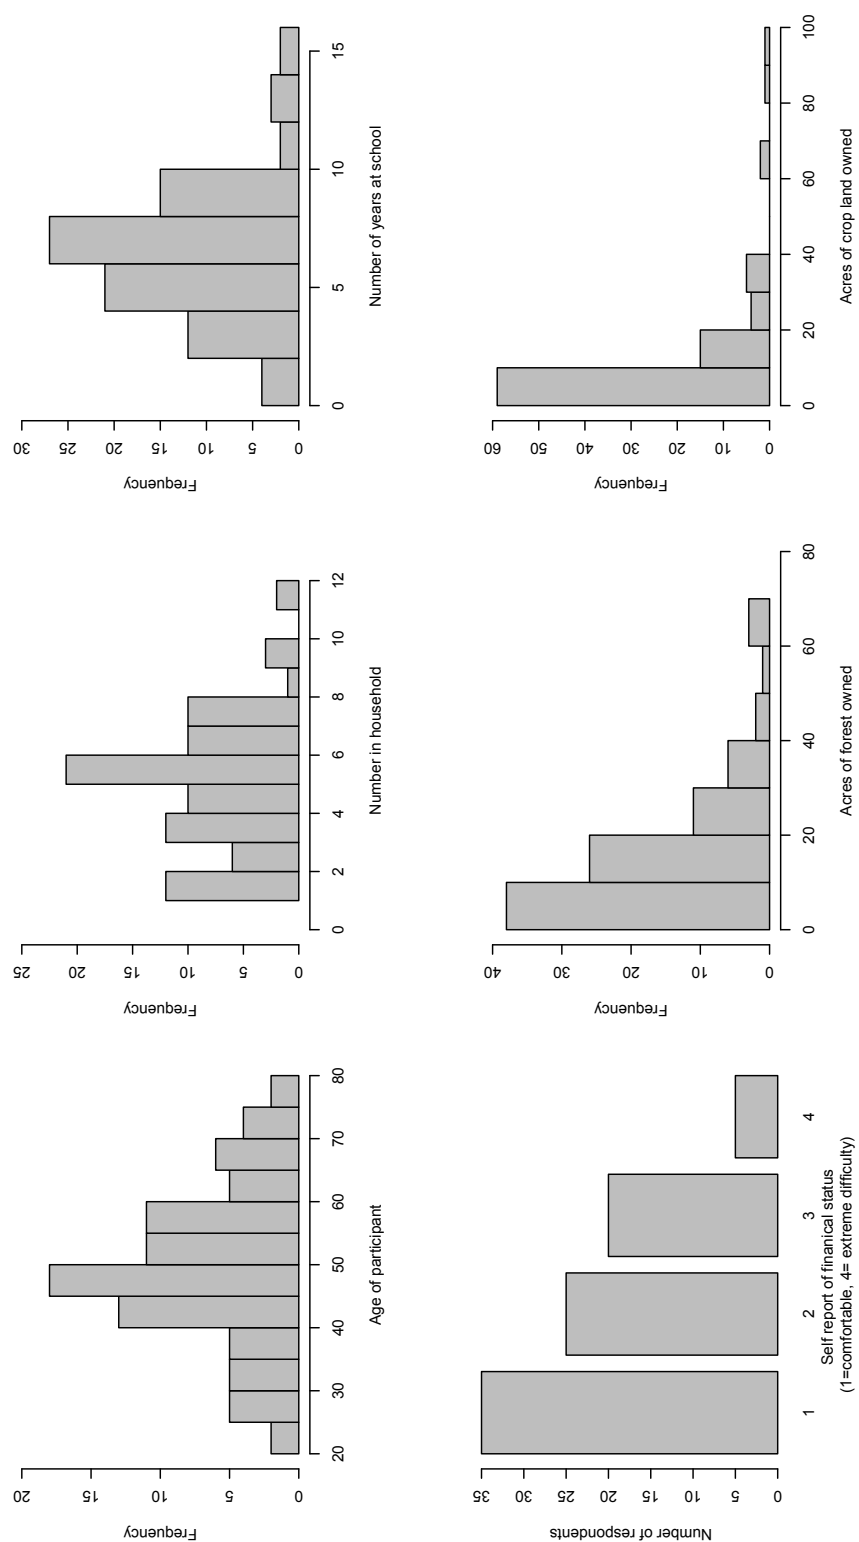 Frequency
0 5 10 15 20
20 30 40 50 60 70 80
Age of participant
Frequency
0 5 10 15 20 25
0 2 4 6 8 10 12
Number in household
Frequency
0 5 10 15 20 25 30
0 5 10 15
Number of years at school
Number of respondents
0 5 10 15 20 25 30 35
1 2 3 4
Self report of finanical status
(1=comfortable, 4= extreme difficulty)
Frequency
0 10 20 30 40
0 20 40 60 80
Acres of forest owned
Frequency
0 10 20 30 40 50 60
0 20 40 60 80 100
Acres of crop land owned